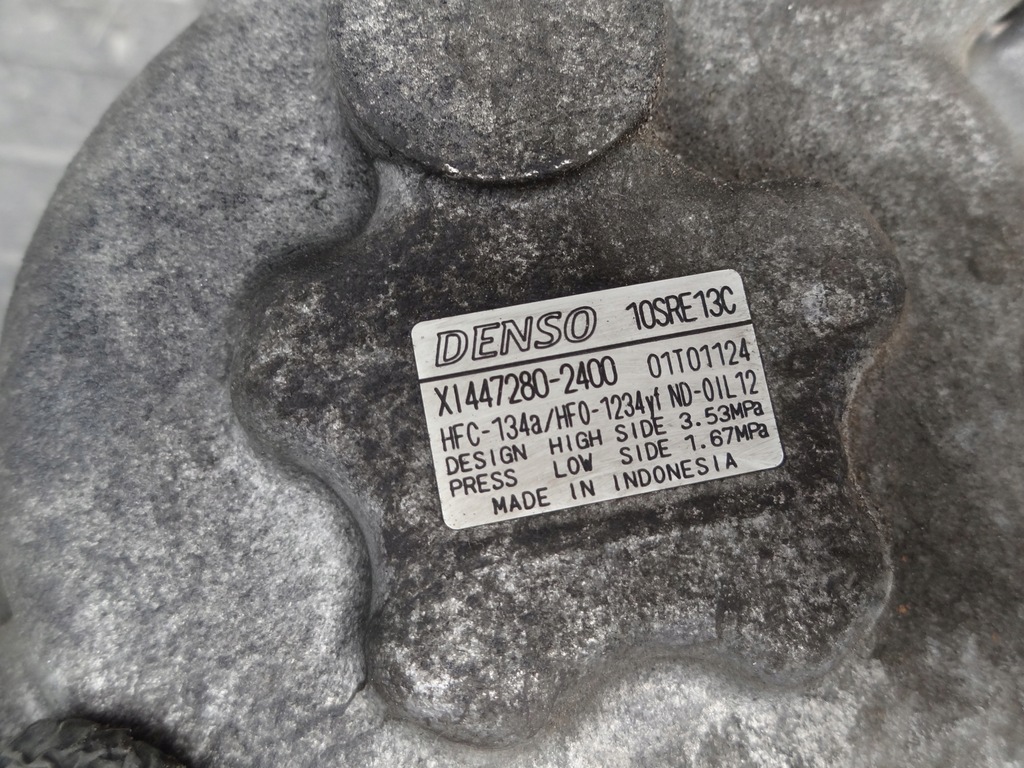 DENSO 10SRE13C
XI447280-2400 01T01124
HFC-134a/HFO-1234yf ND-OIL12
DESIGN HIGH SIDE 3.53MPa
PRESS LOW SIDE 1.67MPa
MADE IN INDONESIA